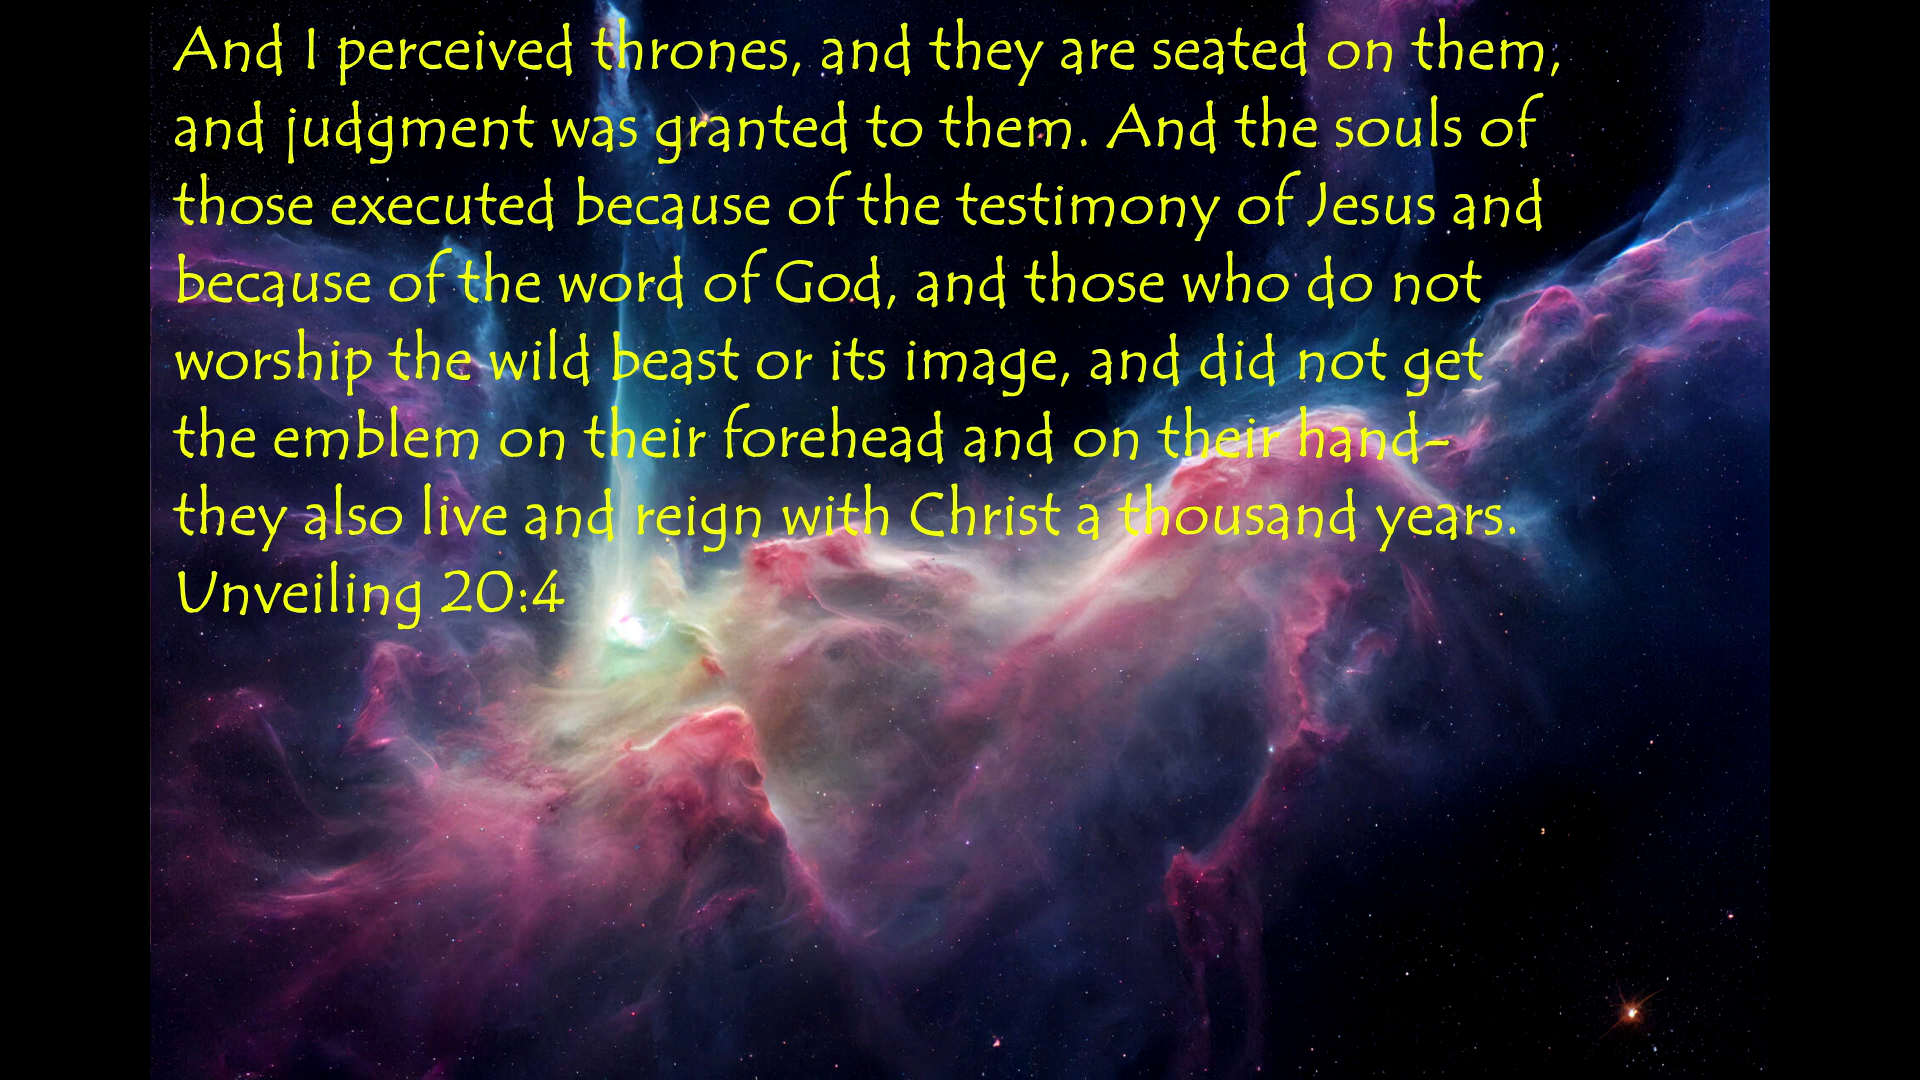 And I perceived thrones, and they are seated on them,
and judgment was granted to them. And the souls of
those executed because of the testimony of Jesus and
because of the word of God, and those who do not
worship the wild beast or its image, and did not get
the emblem on their forehead and on their hand-
they also live and reign with Christ a thousand years.
Unveiling 20:4